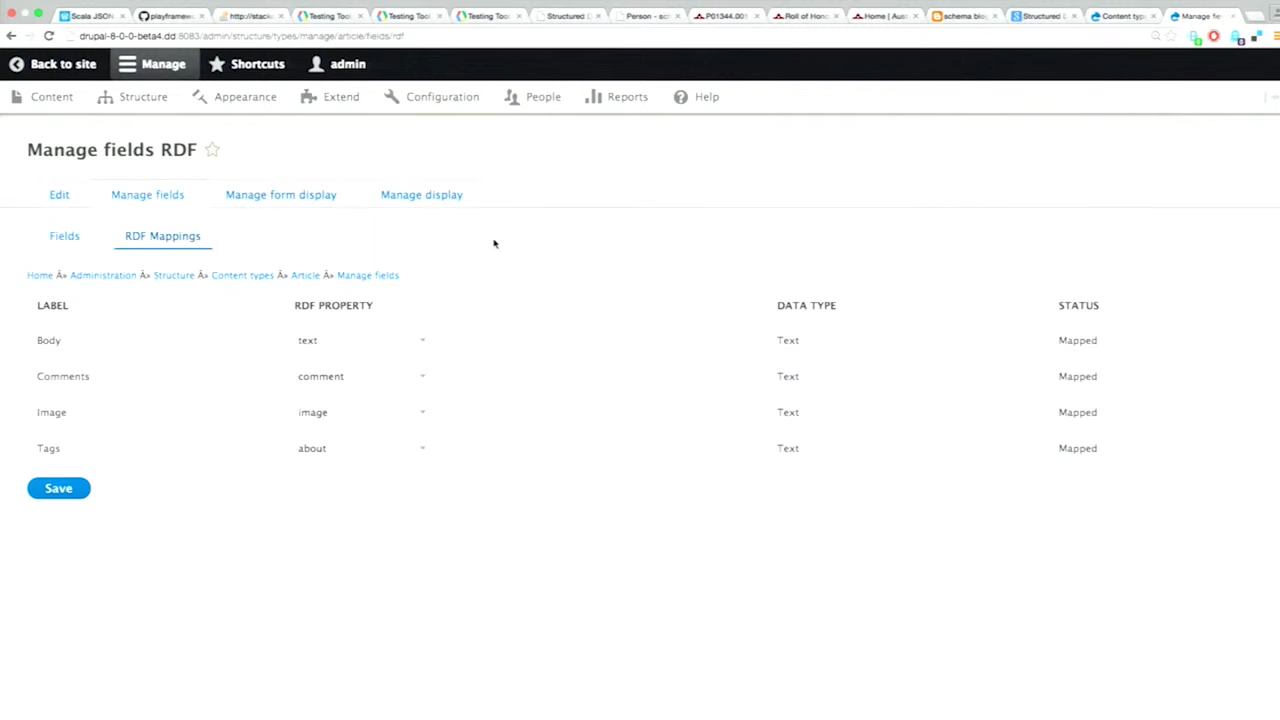 Scala JSON
playframew
http://stack
Testing Tool
Testing Tool
Testing Tool
Structured D
Person - sch
P01344.001
Roll of Hono
Home | Aust
schema blog
Structured D
Content typ
Manage fie
drupal-8-0-0-beta4.dd:8083/admin/structure/types/manage/article/fields/rdf
Back to site Manage Shortcuts admin
Content Structure Appearance Extend Configuration People Reports Help
Manage fields RDF
Edit Manage fields Manage form display Manage display
Fields RDF Mappings
Home Â» Administration Â» Structure Â» Content types Â» Article Â» Manage fields
LABEL RDF PROPERTY DATA TYPE STATUS
Body text Text Mapped
Comments comment Text Mapped
Image image Text Mapped
Tags about Text Mapped
Save